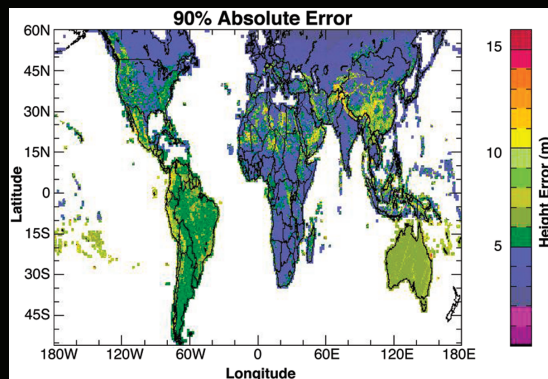 90% Absolute Error
60N
45N
30N
15N
0
15S
30S
45S
Latitude
180W
120W
60W
0
60E
120E
180E
Longitude
15
10
5
Height Error (m)